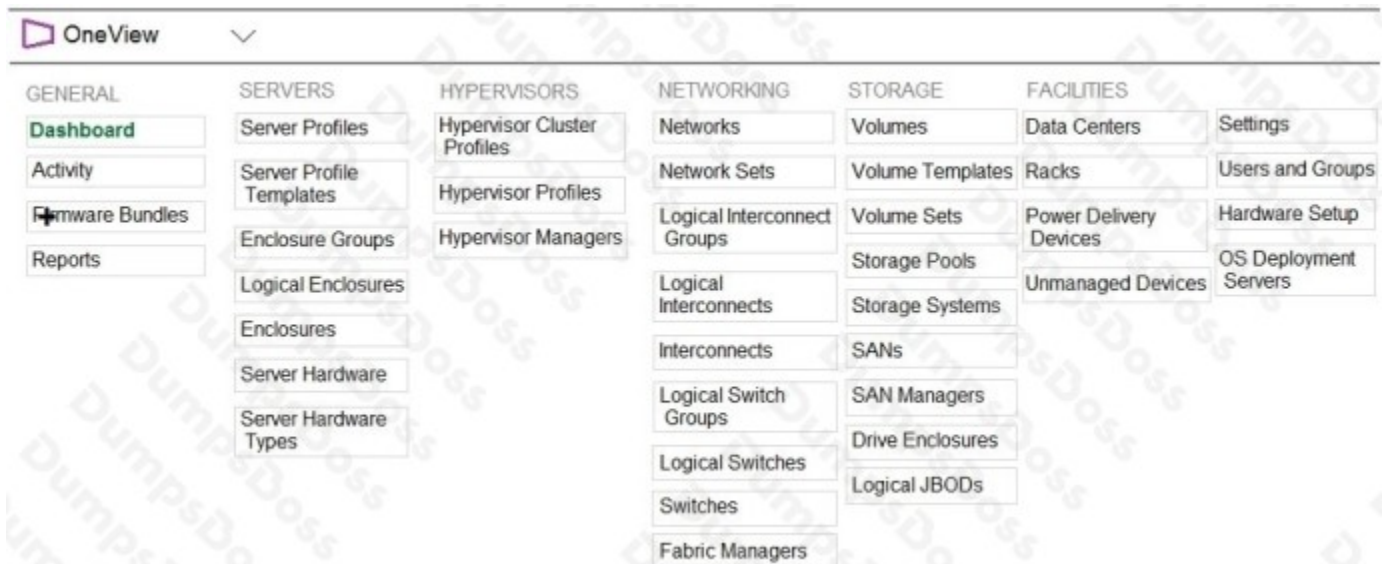 OneView
GENERAL
Dashboard
Activity
Firmware Bundles
Reports
SERVERS
Server Profiles
Server Profile
Templates
Enclosure Groups
Logical Enclosures
Enclosures
Server Hardware
Server Hardware
Types
HYPERVISORS
Hypervisor Cluster
Profiles
Hypervisor Profiles
Hypervisor Managers
NETWORKING
Networks
Network Sets
Logical Interconnect
Groups
Logical
Interconnects
Interconnects
Logical Switch
Groups
Logical Switches
Switches
Fabric Managers
STORAGE
Volumes
Volume Templates
Volume Sets
Storage Pools
Storage Systems
SANs
SAN Managers
Drive Enclosures
Logical JBODs
FACILITIES
Data Centers
Racks
Power Delivery
Devices
Unmanaged Devices
Settings
Users and Groups
Hardware Setup
OS Deployment
Servers
DumpsDoss